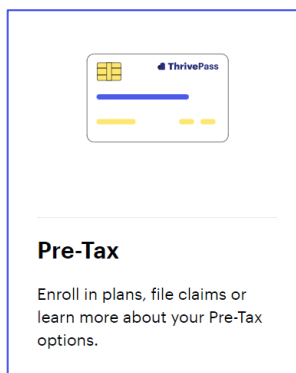 ThrivePass
Pre-Tax
Enroll in plans, file claims or
learn more about your Pre-Tax
options.